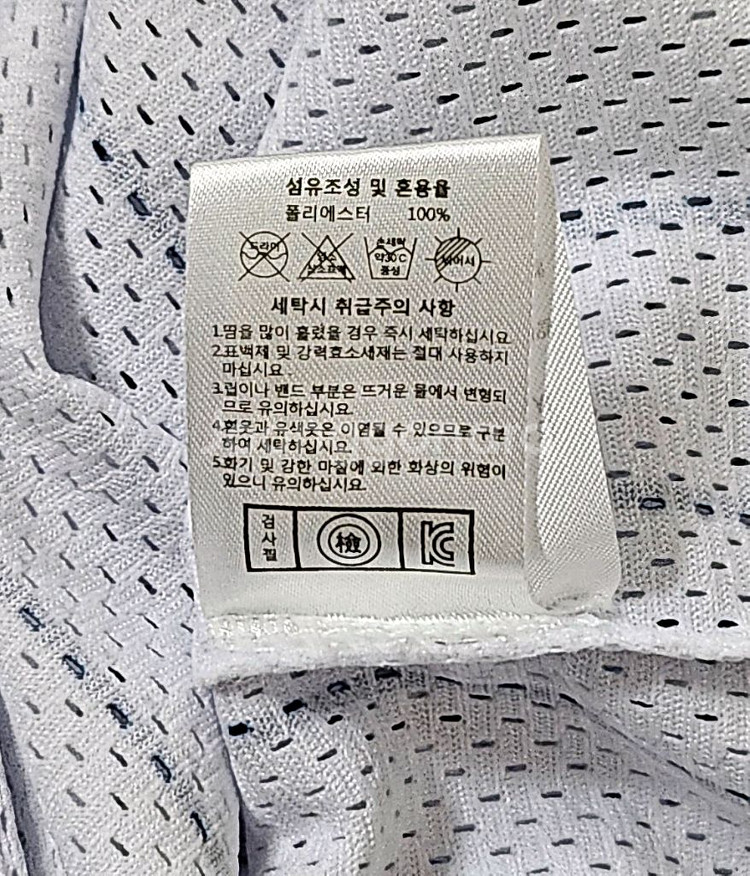 섬유조성 및 혼용율
폴리에스터 100%
드라이
염소
산소표백
손세탁
약30℃
중성
뉘어서
세탁시 취급주의 사항
1.땀을 많이 흘렸을 경우 즉시 세탁하십시요
2.표백제 및 강력효소세제는 절대 사용하지
마십시요.
3.립이나 밴드 부분은 뜨거운 물에서 변형되
므로 유의하십시요.
4.흰옷과 유색옷은 이염될 수 있으므로 구분
하여 세탁하십시요.
5.화기 및 강한 마찰에 의한 화상의 위험이
있으니 유의하십시요.
검사필
檢
KC